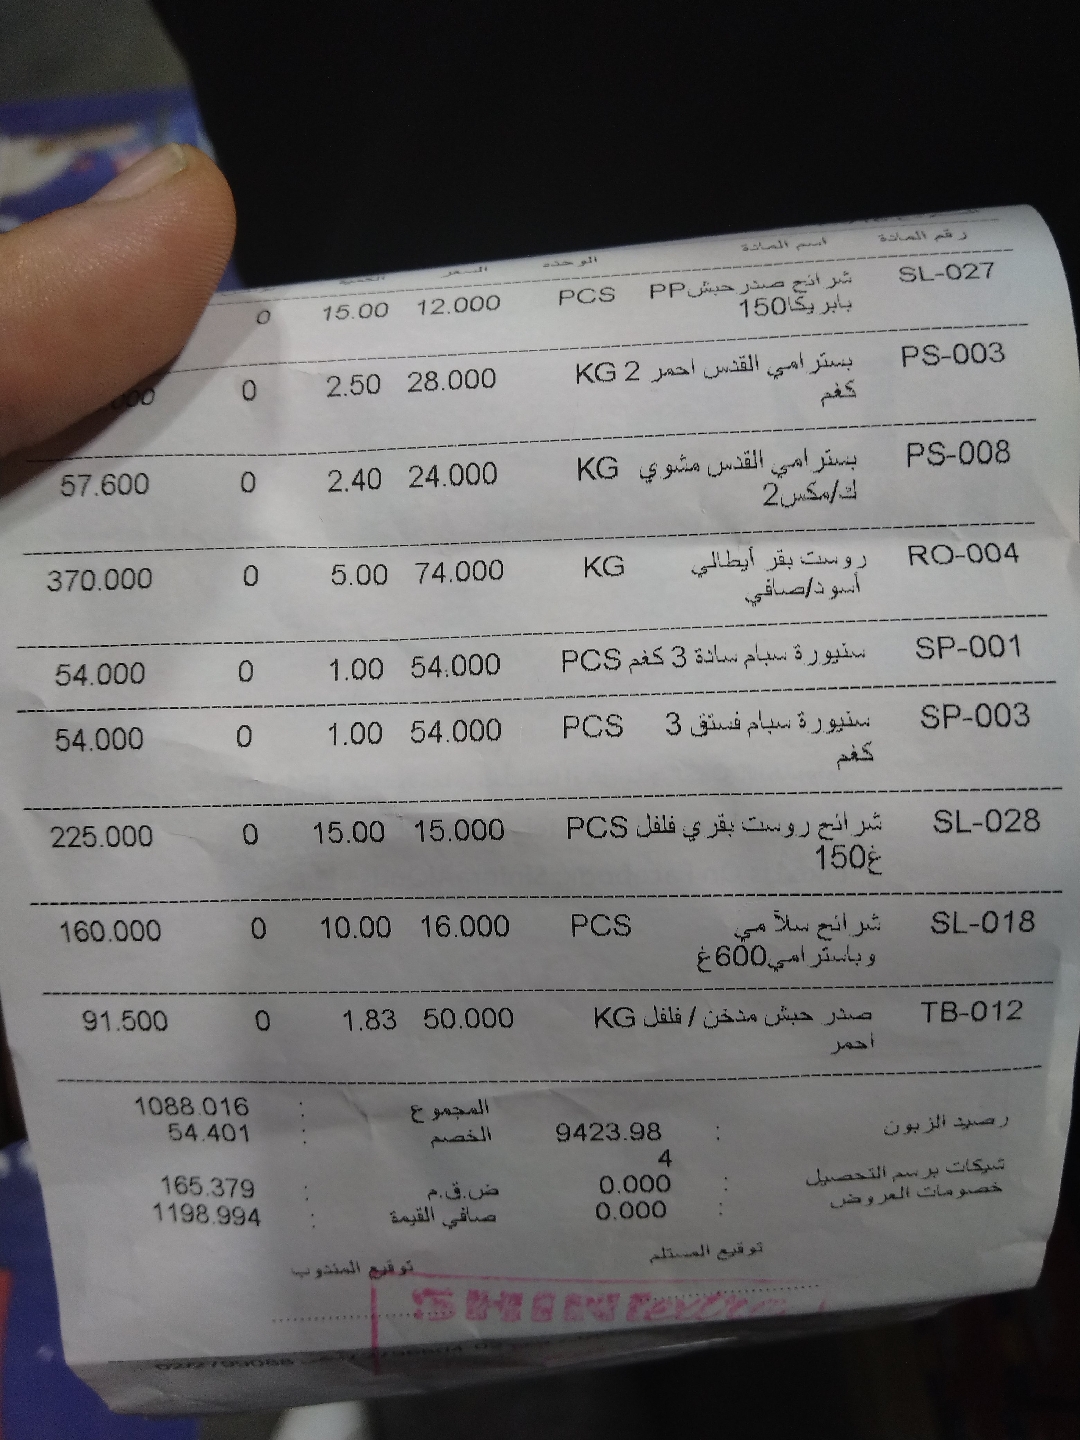 رقم المادة اسم المادة الوحدة السعر
SL-027 شرائح صدر حبش PP PCS 12.000 15.00 0
بابريكا150
PS-003 بسترامي القدس احمر 2 KG 28.000 2.50 0
كغم
PS-008 بسترامي القدس مشوي KG 24.000 2.40 0 57.600
ك/مكس2
RO-004 روست بقر أيطالي KG 74.000 5.00 0 370.000
أسود/صافي
SP-001 سنيورة سبام سادة 3 كغم PCS 54.000 1.00 0 54.000
SP-003 سنيورة سبام فستق 3 PCS 54.000 1.00 0 54.000
كغم
SL-028 شرائح روست بقري فلفل PCS 15.000 15.00 0 225.000
150غ
SL-018 شرائح سلامي PCS 16.000 10.00 0 160.000
وباسترامي600غ
TB-012 صدر حبش مدخن / فلفل KG 50.000 1.83 0 91.500
احمر
المجموع : 1088.016
رصيد الزبون : 9423.98 الخصم : 54.401
4
شيكات برسم التحصيل 0.000 ض.ق.م : 165.379
خصومات العروض : 0.000 صافي القيمة : 1198.994
توقيع المستلم
توقيع المندوب
SHINI extra
02/2799088